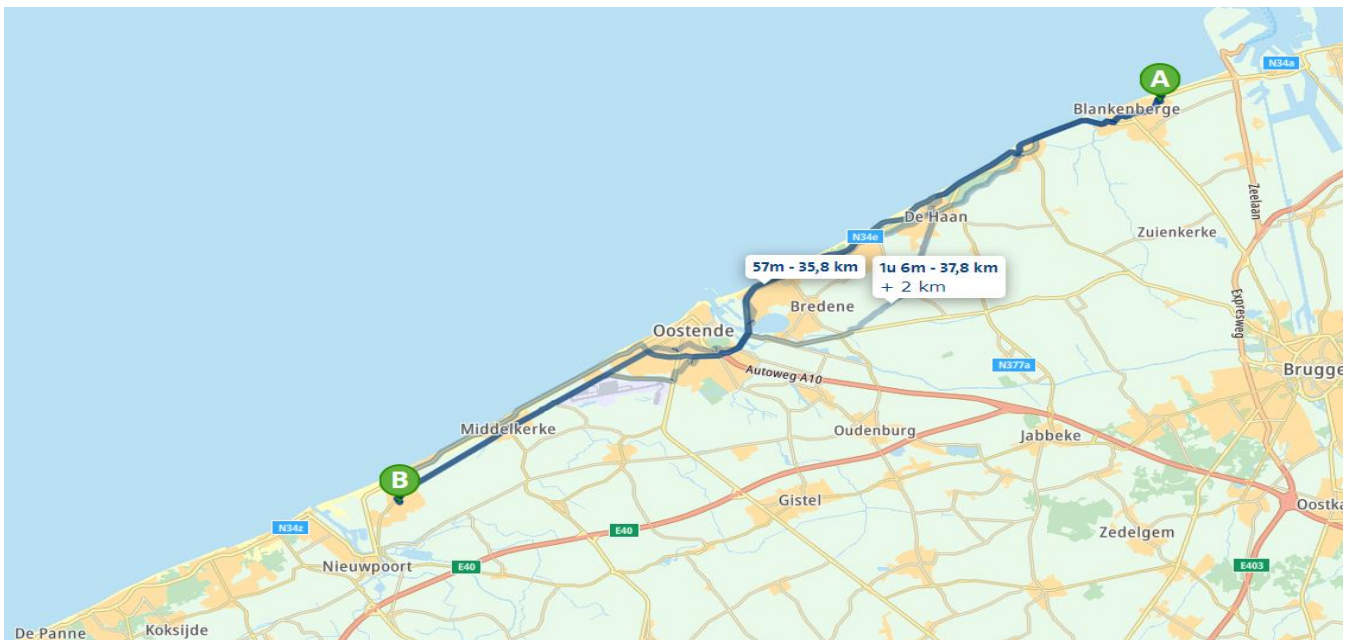 A
N34a
Blankenberge
Zeelaan
De Haan
Zuienkerke
N34e
57m - 35,8 km
1u 6m - 37,8 km
+ 2 km
Bredene
Expresweg
Oostende
N377a
Autoweg A10
Brugge
Middelkerke
Oudenburg
Jabbeke
B
Gistel
Oostka
N34z
E40
Zedelgem
Nieuwpoort
E40
E403
De Panne
Koksijde